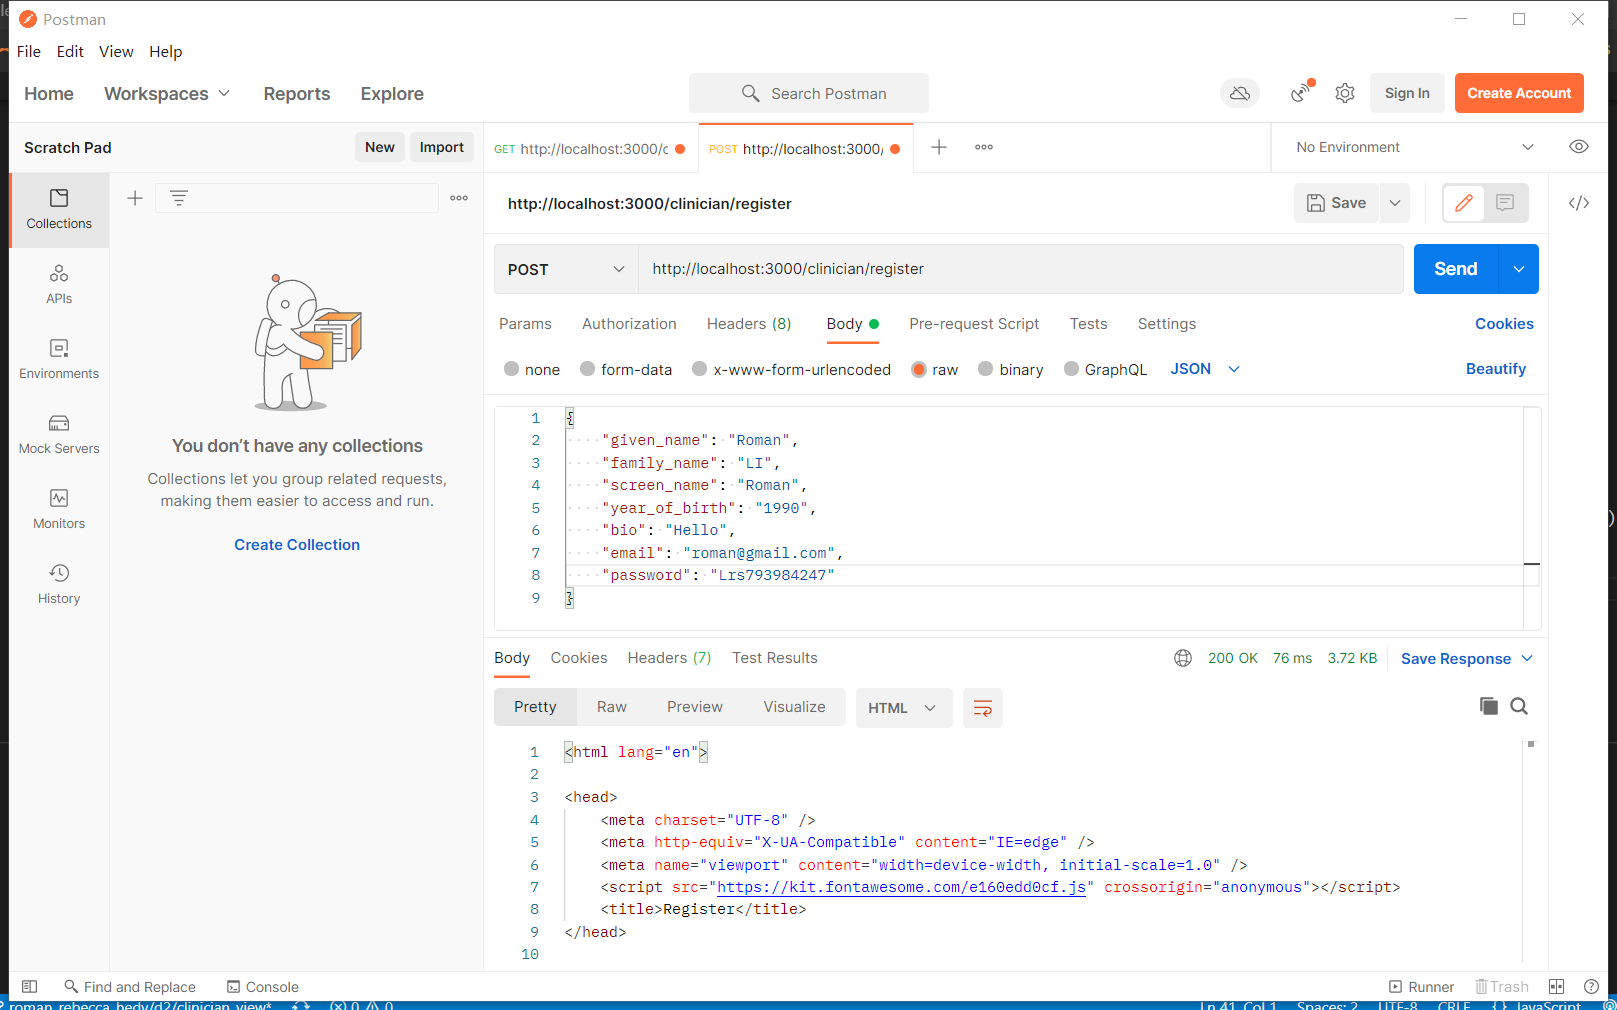 Postman
File Edit View Help
Home Workspaces Reports Explore
Search Postman
Sign In
Create Account
Scratch Pad
New
Import
GET http://localhost:3000/c
POST http://localhost:3000/
No Environment
Collections
APIs
Environments
Mock Servers
Monitors
History
You don’t have any collections
Collections let you group related requests,
making them easier to access and run.
Create Collection
http://localhost:3000/clinician/register
Save
</>
POST
http://localhost:3000/clinician/register
Send
Params Authorization Headers (8) Body Pre-request Script Tests Settings
Cookies
none form-data x-www-form-urlencoded raw binary GraphQL JSON
Beautify
1 {
2 "given_name": "Roman",
3 "family_name": "LI",
4 "screen_name": "Roman",
5 "year_of_birth": "1990",
6 "bio": "Hello",
7 "email": "roman@gmail.com",
8 "password": "Lrs793984247"
9 }
Body Cookies Headers (7) Test Results
200 OK 76 ms 3.72 KB Save Response
Pretty Raw Preview Visualize HTML
1 <html lang="en">
2
3 <head>
4 <meta charset="UTF-8" />
5 <meta http-equiv="X-UA-Compatible" content="IE=edge" />
6 <meta name="viewport" content="width=device-width, initial-scale=1.0" />
7 <script src="https://kit.fontawesome.com/e160edd0cf.js" crossorigin="anonymous"></script>
8 <title>Register</title>
9 </head>
10
Find and Replace Console
Runner Trash
roman_rebecca_hedy/d2/clinician_view* 0 0
Ln 41, Col 1 Spaces: 2 UTF-8 CRLF {} JavaScript